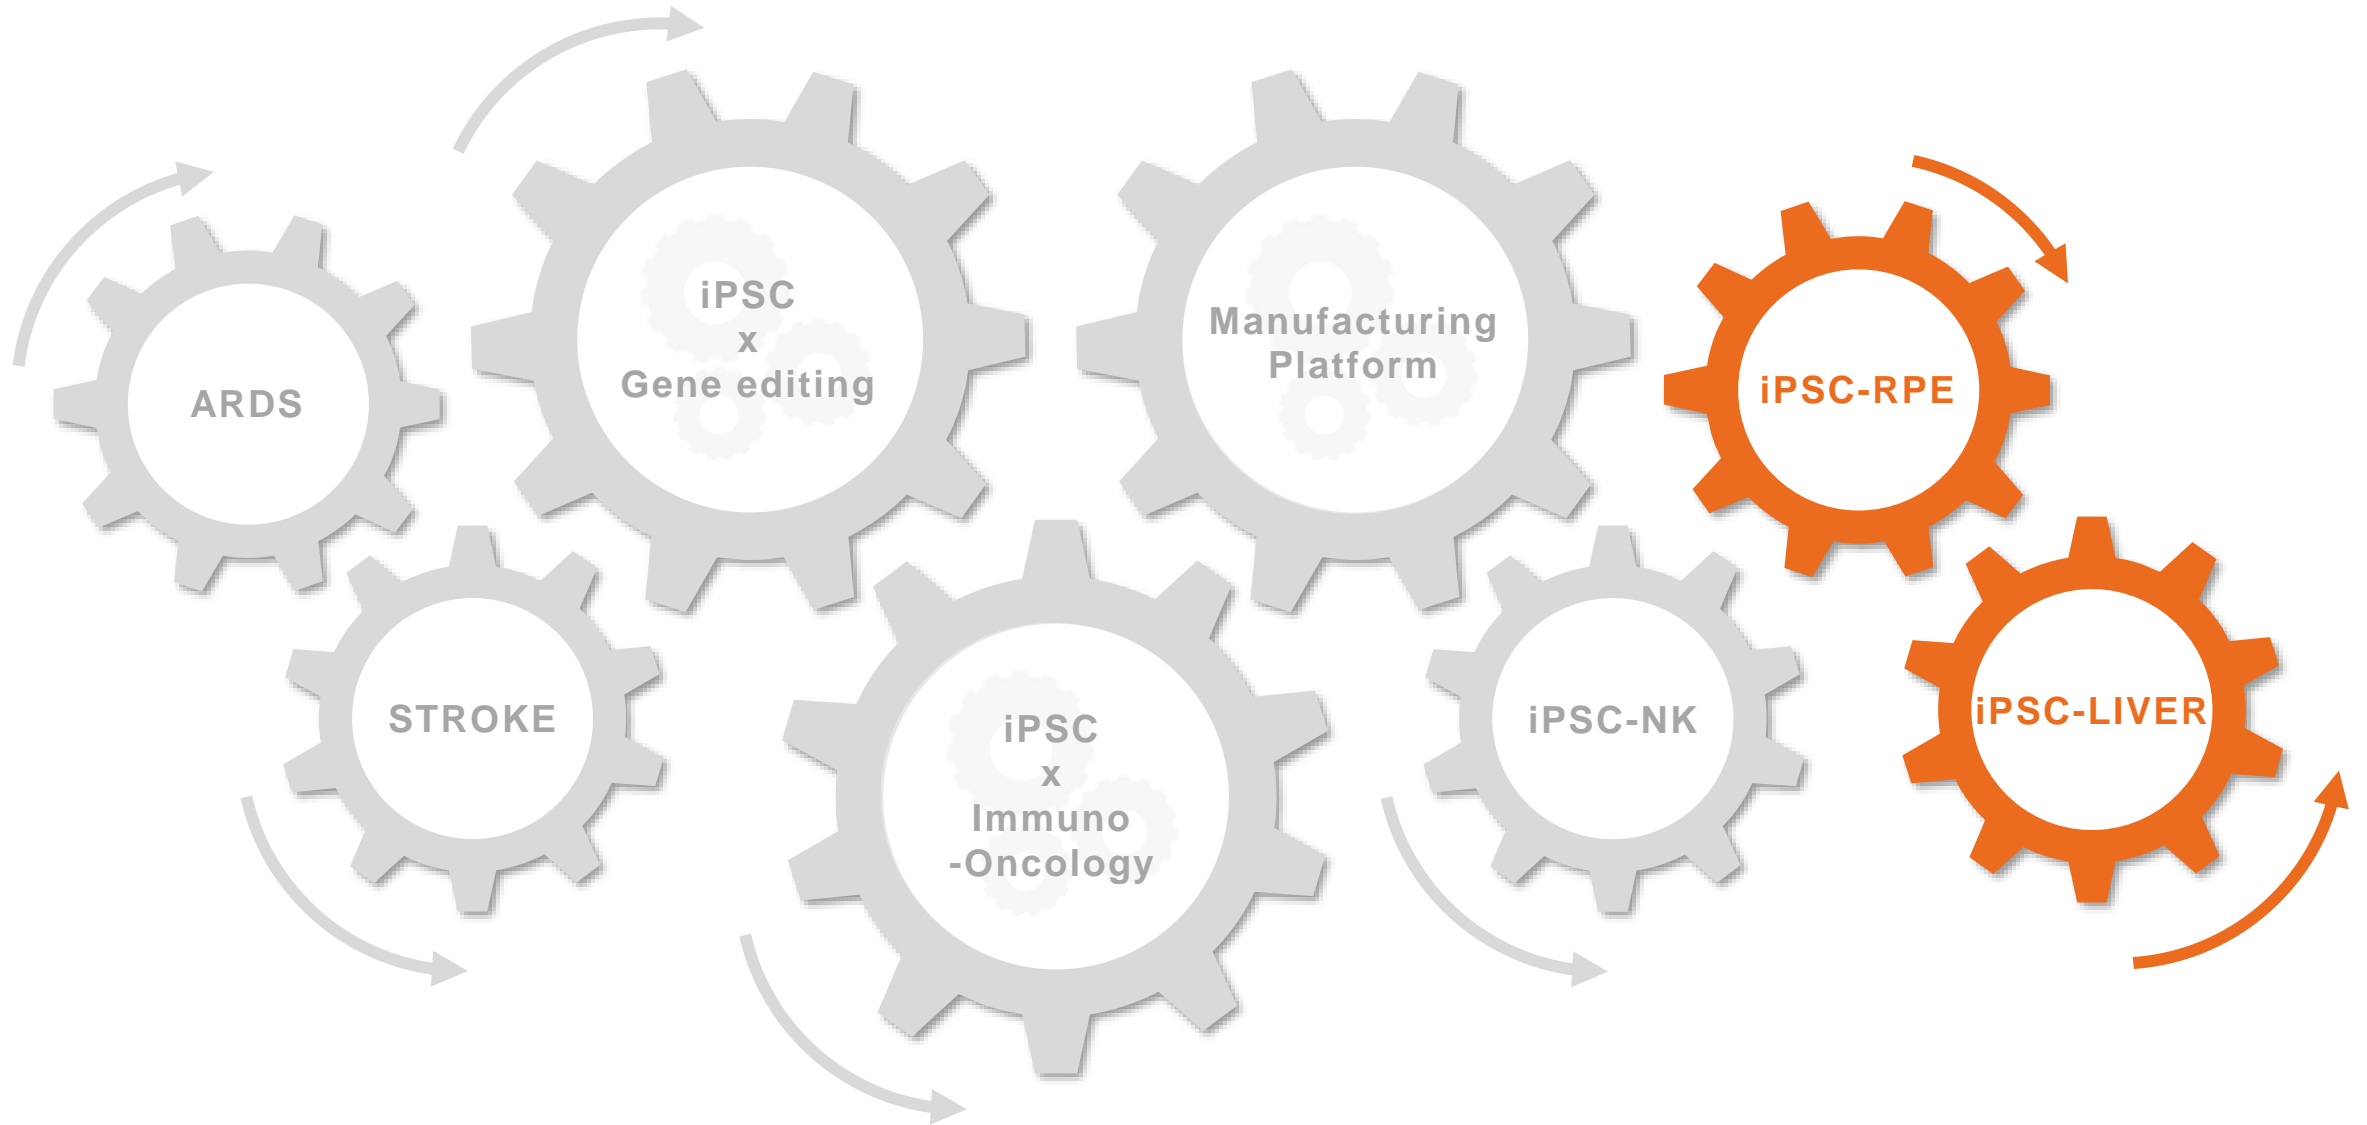 ARDS
iPSC
x
Gene editing
Manufacturing
Platform
iPSC-RPE
STROKE
iPSC
x
Immuno
-Oncology
iPSC-NK
iPSC-LIVER